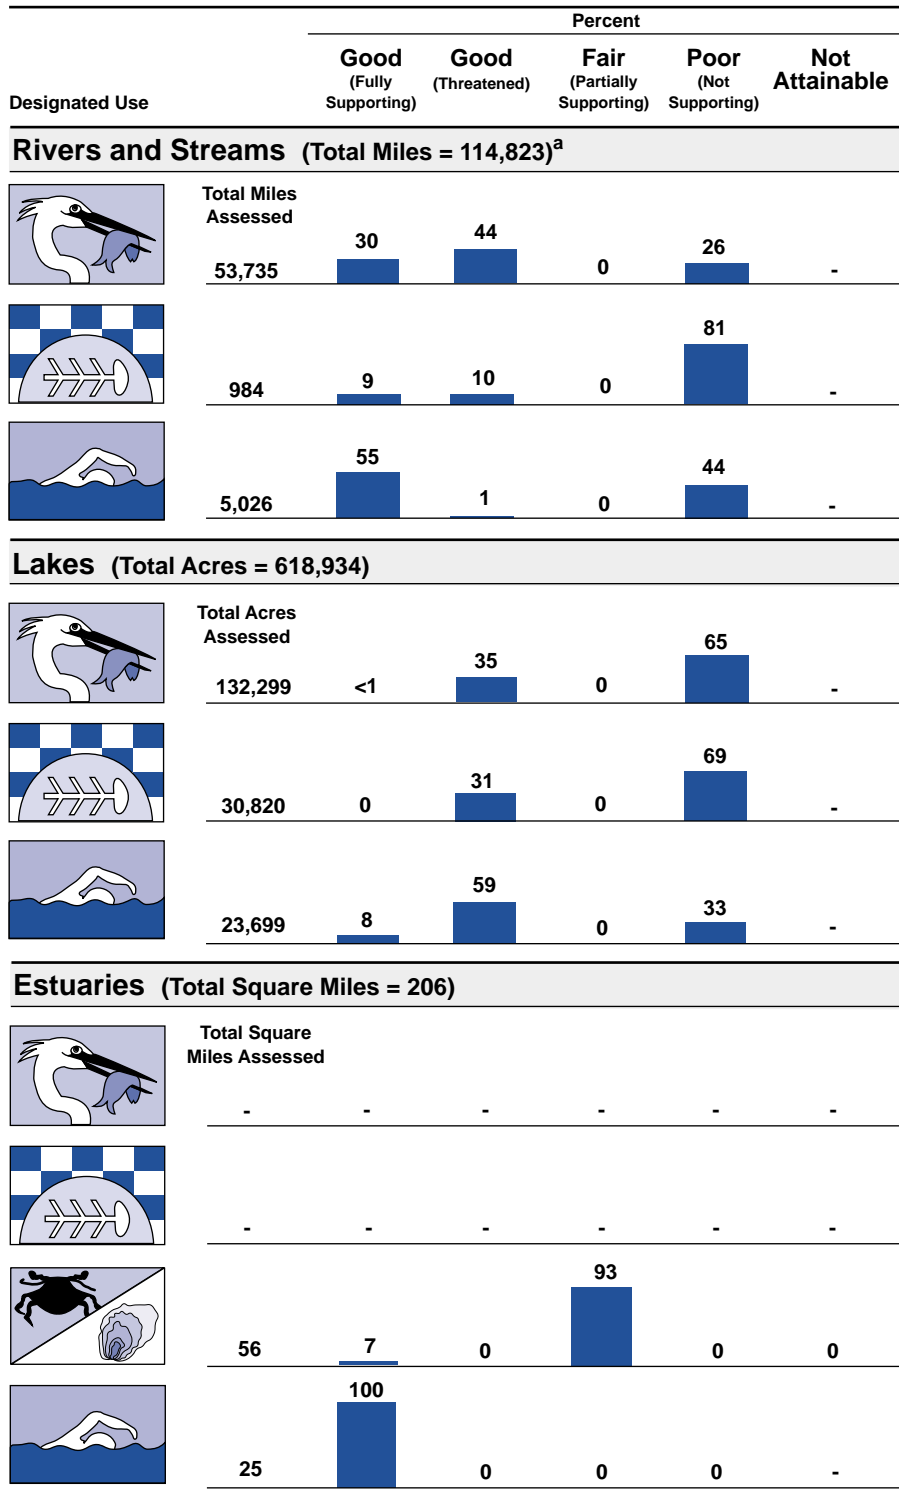 Percent
Designated Use
Good (Fully Supporting)
Good (Threatened)
Fair (Partially Supporting)
Poor (Not Supporting)
Not Attainable
Rivers and Streams (Total Miles = 114,823)a
Total Miles Assessed
53,735 30 44 0 26 -
984 9 10 0 81 -
5,026 55 1 0 44 -
Lakes (Total Acres = 618,934)
Total Acres Assessed
132,299 <1 35 0 65 -
30,820 0 31 0 69 -
23,699 8 59 0 33 -
Estuaries (Total Square Miles = 206)
Total Square Miles Assessed
- - - - - -
- - - - - -
56 7 0 93 0 0
25 100 0 0 0 -